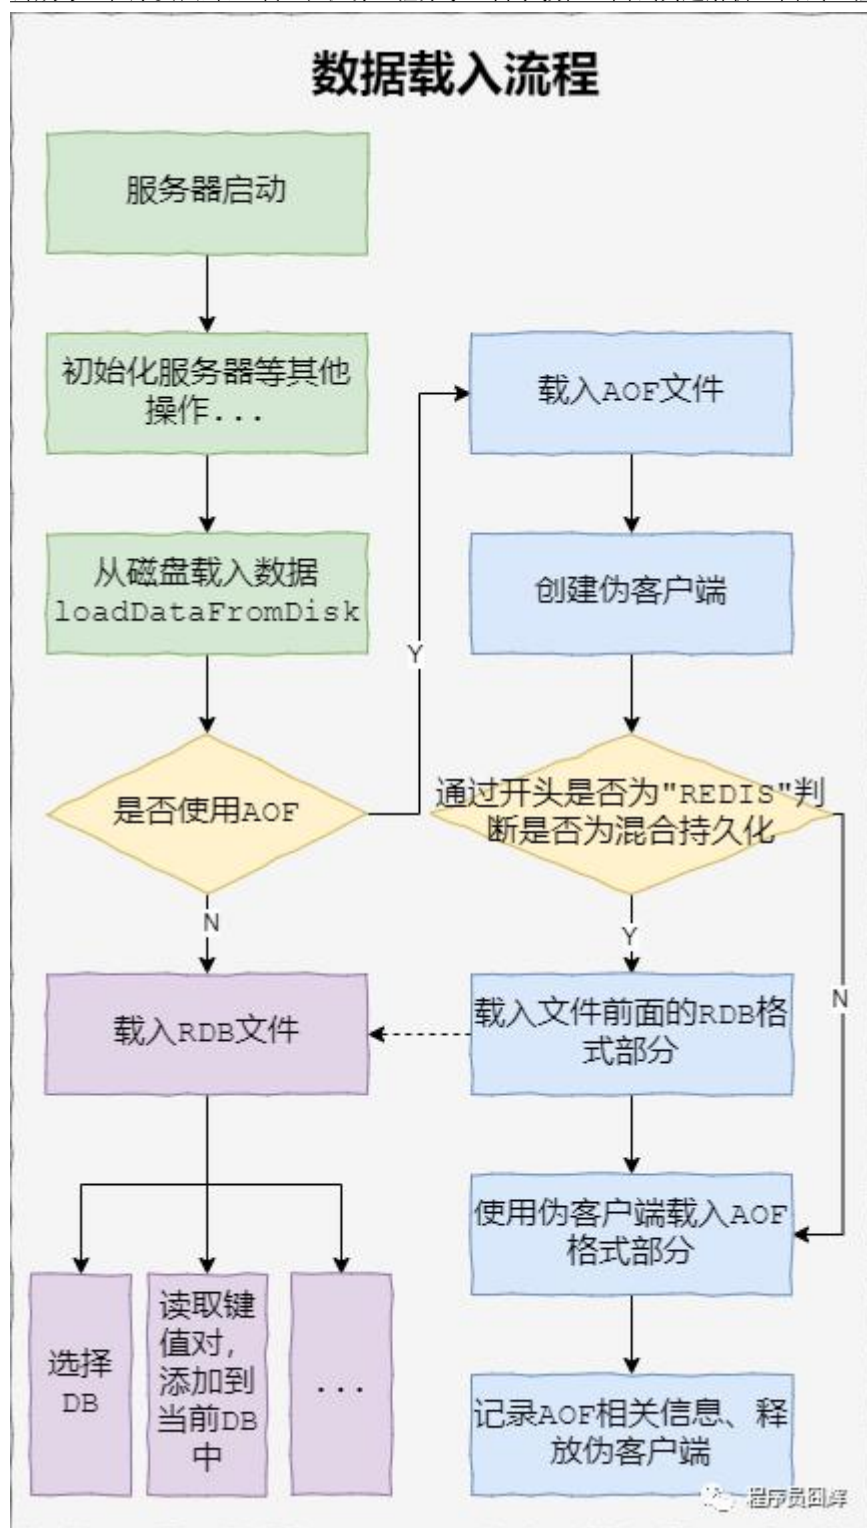 数据载入流程
服务器启动
初始化服务器等其他
操作...
从磁盘载入数据
loadDataFromDisk
是否使用AOF
Y
N
载入RDB文件
选择
DB
读取键
值对，
添加到
当前DB
中
...
载入AOF文件
创建伪客户端
通过开头是否为"REDIS"判
断是否为混合持久化
Y
N
载入文件前面的RDB格
式部分
使用伪客户端载入AOF
格式部分
记录AOF相关信息、释
放伪客户端
程序员囧辉